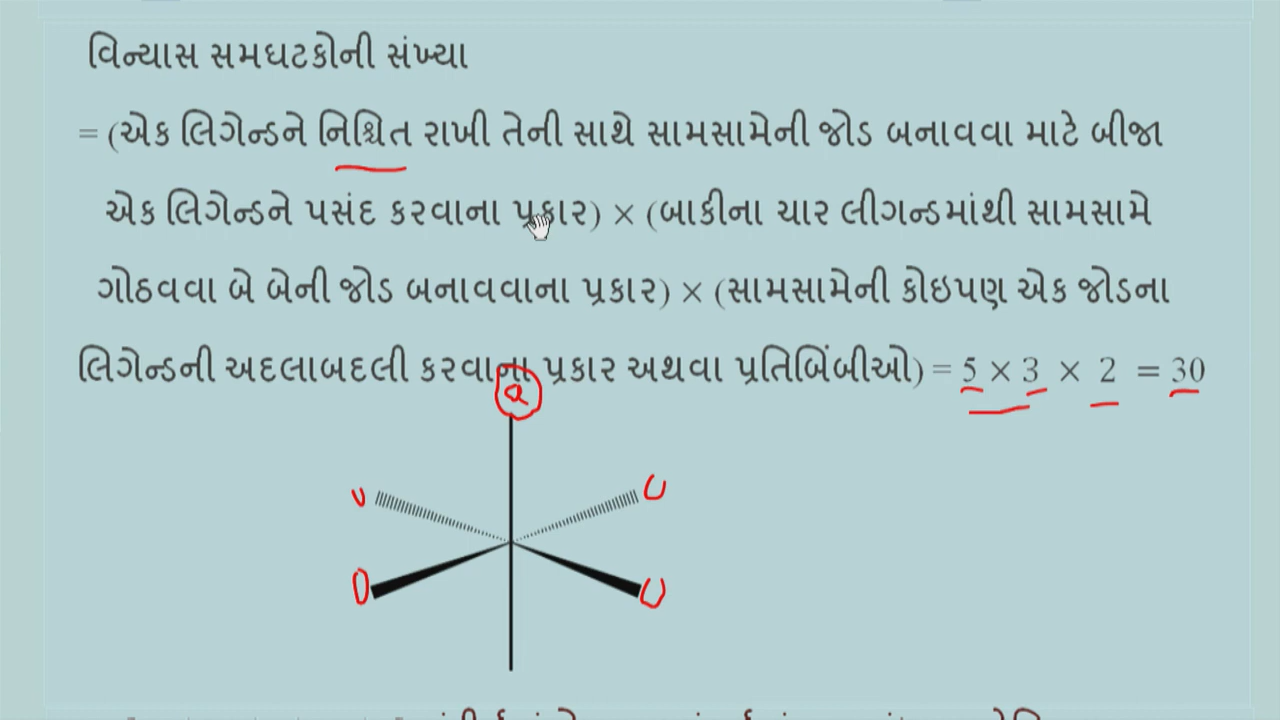 વિન્યાસ સમઘટકોની સંખ્યા
= (એક લિગેન્ડને નિશ્ચિત રાખી તેની સાથે સામસામેની જોડ બનાવવા માટે બીજા
એક લિગેન્ડને પસંદ કરવાના પ્રકાર) × (બાકીના ચાર લીગન્ડમાંથી સામસામે
ગોઠવવા બે બેની જોડ બનાવવાના પ્રકાર) × (સામસામેની કોઇપણ એક જોડના
લિગેન્ડની અદલાબદલી કરવાના પ્રકાર અથવા પ્રતિબિંબીઓ) = 5 × 3 × 2 = 30
a